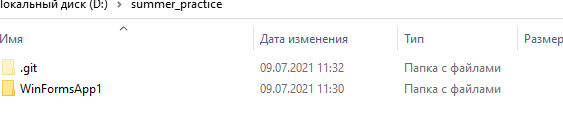 Локальный диск (D:) › summer_practice
Имя Дата изменения Тип Размер
.git 09.07.2021 11:32 Папка с файлами
WinFormsApp1 09.07.2021 11:30 Папка с файлами